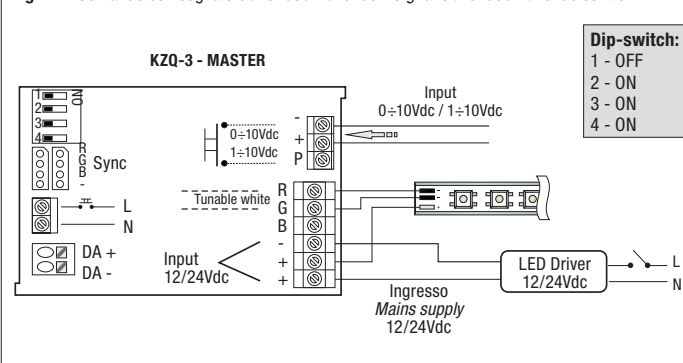 KZQ-3 - MASTER
Dip-switch:
1 - OFF
2 - ON
3 - ON
4 - ON
1
2
3
4
ON
R
G
B
-
Sync
L
N
DA +
DA -
0÷10Vdc
1÷10Vdc
-
+
P
Input
0÷10Vdc / 1÷10Vdc
Tunable white
R
G
B
-
+
+
Input
12/24Vdc
-
-
+
Ingresso
Mains supply
12/24Vdc
LED Driver
12/24Vdc
L
N